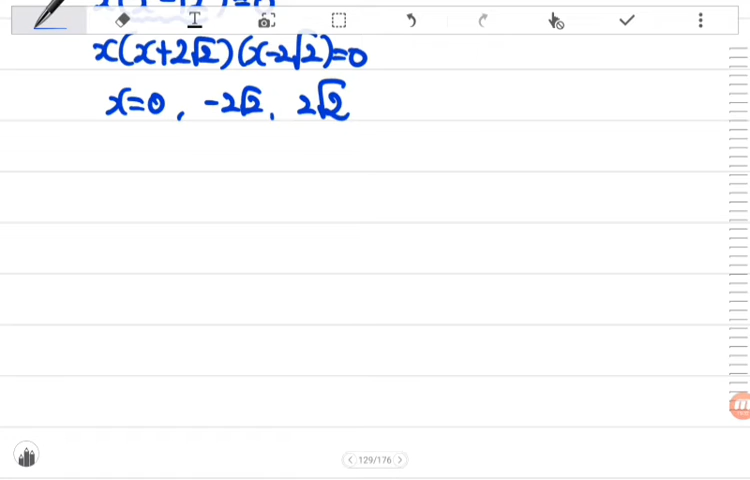 T
x(x+2√2)(x-2√2)=0
x=0, -2√2, 2√2
129/176